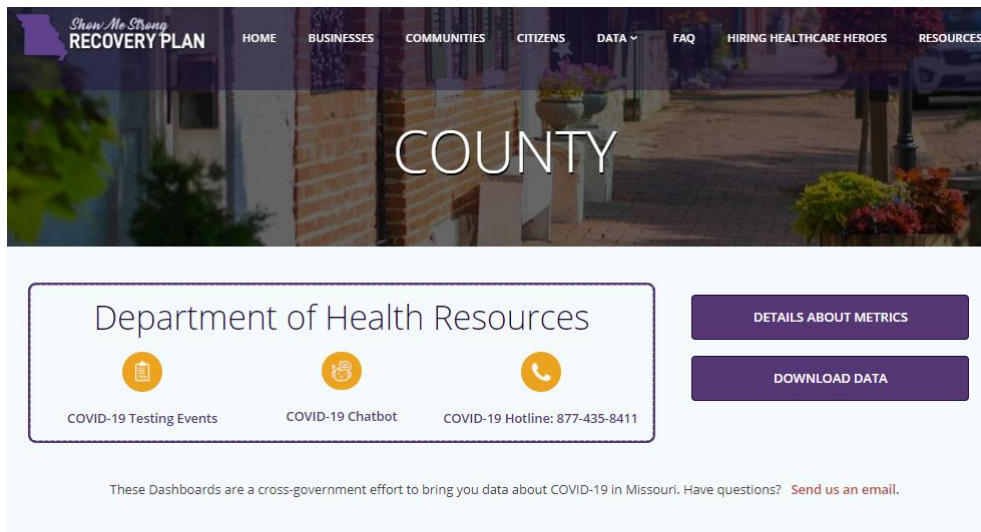 Show Me Strong
RECOVERY PLAN
HOME
BUSINESSES
COMMUNITIES
CITIZENS
DATA
FAQ
HIRING HEALTHCARE HEROES
RESOURCES
COUNTY
Department of Health Resources
COVID-19 Testing Events
COVID-19 Chatbot
COVID-19 Hotline: 877-435-8411
DETAILS ABOUT METRICS
DOWNLOAD DATA
These Dashboards are a cross-government effort to bring you data about COVID-19 in Missouri. Have questions? Send us an email.